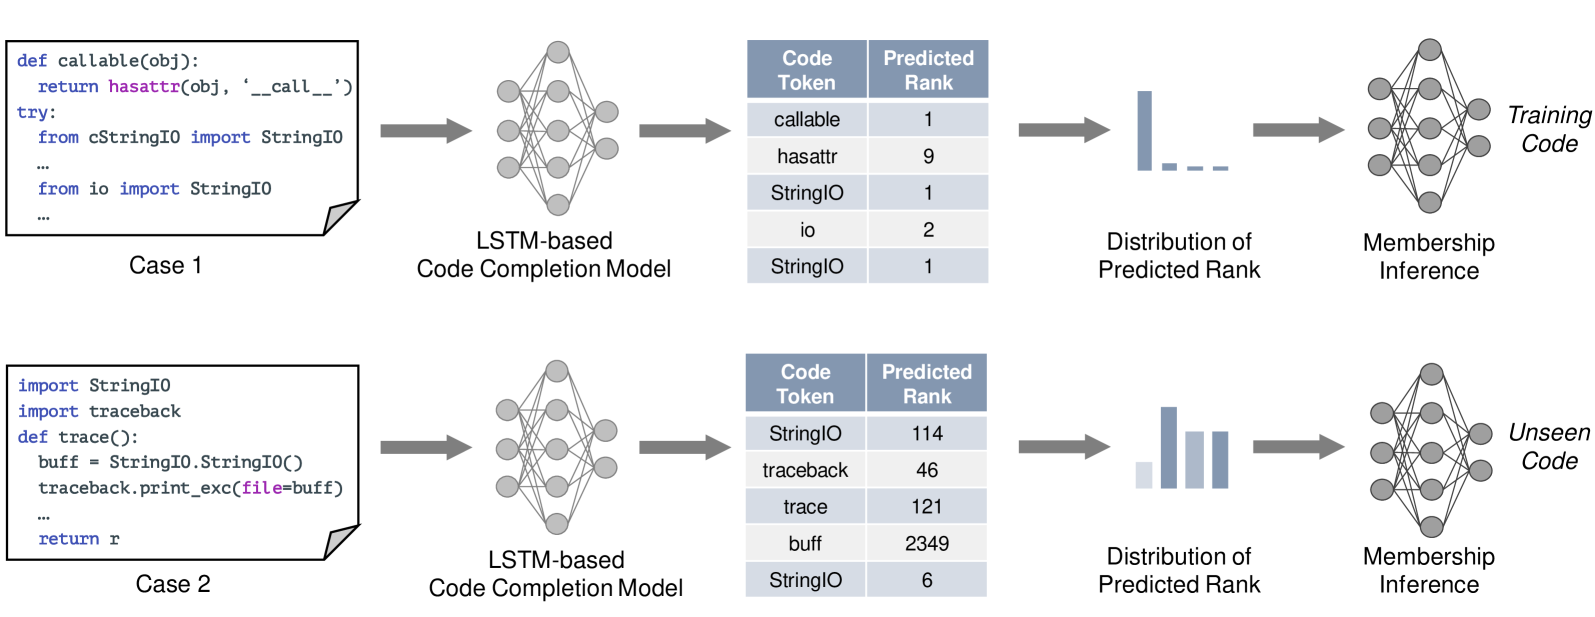 def callable(obj):
return hasattr(obj, ‘__call__’)
try:
from cStringIO import StringIO
…
from io import StringIO
…
Case 1
LSTM-based
Code Completion Model
Code Token Predicted Rank
callable 1
hasattr 9
StringIO 1
io 2
StringIO 1
Distribution of
Predicted Rank
Membership
Inference
Training
Code
import StringIO
import traceback
def trace():
buff = StringIO.StringIO()
traceback.print_exc(file=buff)
…
return r
Case 2
LSTM-based
Code Completion Model
Code Token Predicted Rank
StringIO 114
traceback 46
trace 121
buff 2349
StringIO 6
Distribution of
Predicted Rank
Membership
Inference
Unseen
Code